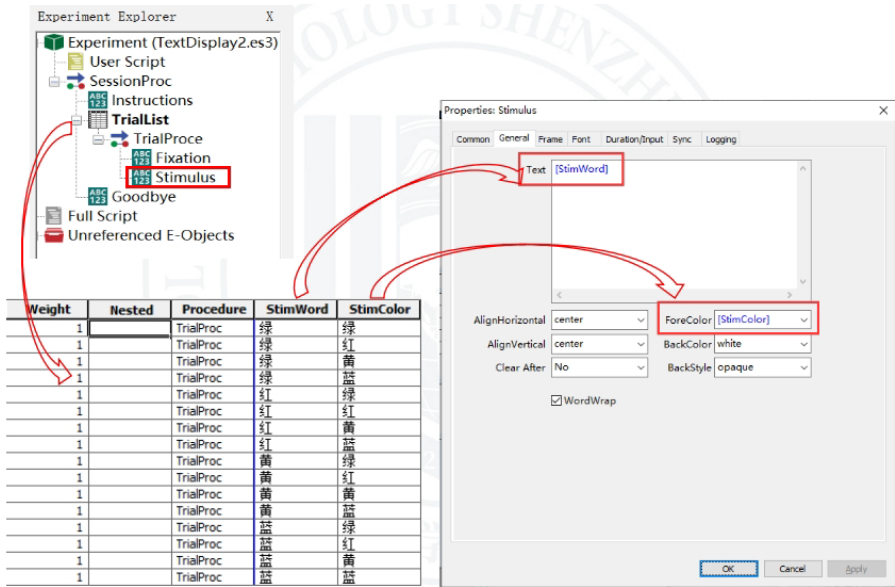 Experiment Explorer X
Experiment (TextDisplay2.es3)
User Script
SessionProc
Instructions
TrialList
TrialProce
Fixation
Stimulus
Goodbye
Full Script
Unreferenced E-Objects
Weight Nested Procedure StimWord StimColor
1 TrialProc 绿 绿
1 TrialProc 绿 红
1 TrialProc 绿 黄
1 TrialProc 绿 蓝
1 TrialProc 红 绿
1 TrialProc 红 红
1 TrialProc 红 黄
1 TrialProc 红 蓝
1 TrialProc 黄 绿
1 TrialProc 黄 红
1 TrialProc 黄 黄
1 TrialProc 黄 蓝
1 TrialProc 蓝 绿
1 TrialProc 蓝 红
1 TrialProc 蓝 黄
1 TrialProc 蓝 蓝
Properties: Stimulus
Common General Frame Font Duration/Input Sync Logging
Text [StimWord]
AlignHorizontal center ForeColor [StimColor]
AlignVertical center BackColor white
Clear After No BackStyle opaque
WordWrap
OK Cancel Apply